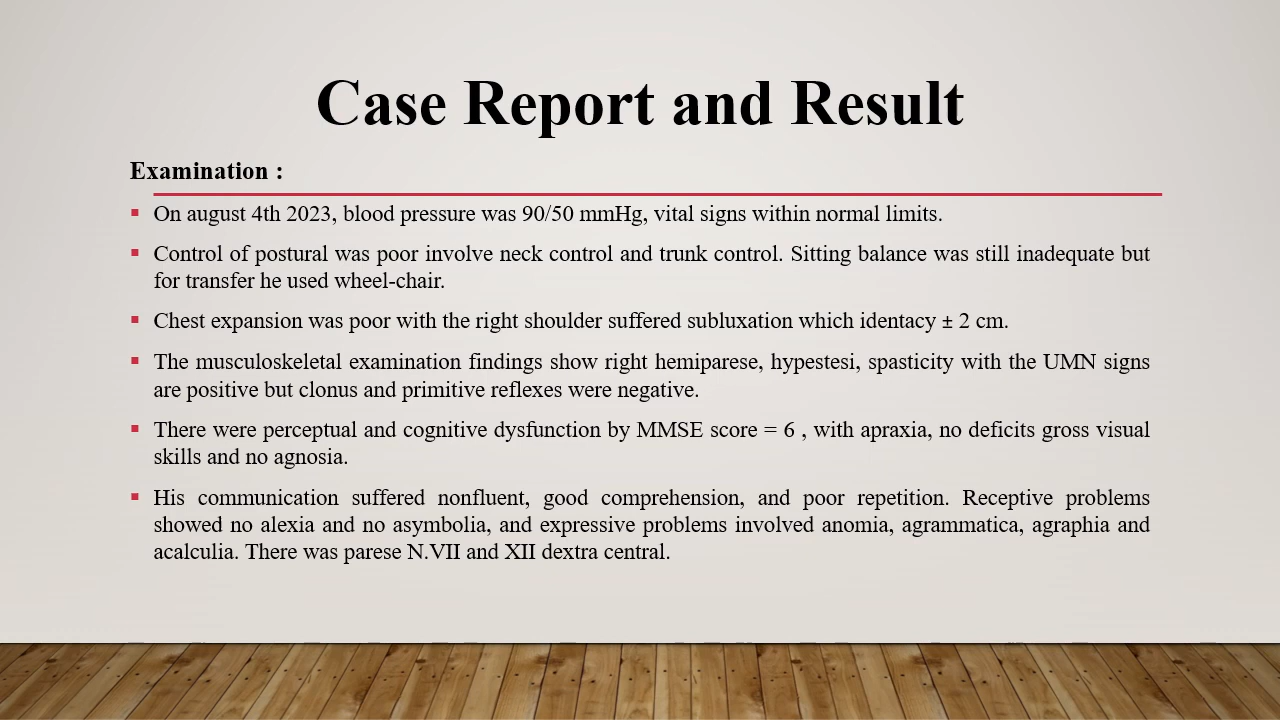 Case Report and Result
Examination :
▪ On august 4th 2023, blood pressure was 90/50 mmHg, vital signs within normal limits.
▪ Control of postural was poor involve neck control and trunk control. Sitting balance was still inadequate but
for transfer he used wheel-chair.
▪ Chest expansion was poor with the right shoulder suffered subluxation which identacy ± 2 cm.
▪ The musculoskeletal examination findings show right hemiparese, hypestesi, spasticity with the UMN signs
are positive but clonus and primitive reflexes were negative.
▪ There were perceptual and cognitive dysfunction by MMSE score = 6 , with apraxia, no deficits gross visual
skills and no agnosia.
▪ His communication suffered nonfluent, good comprehension, and poor repetition. Receptive problems
showed no alexia and no asymbolia, and expressive problems involved anomia, agrammatica, agraphia and
acalculia. There was parese N.VII and XII dextra central.